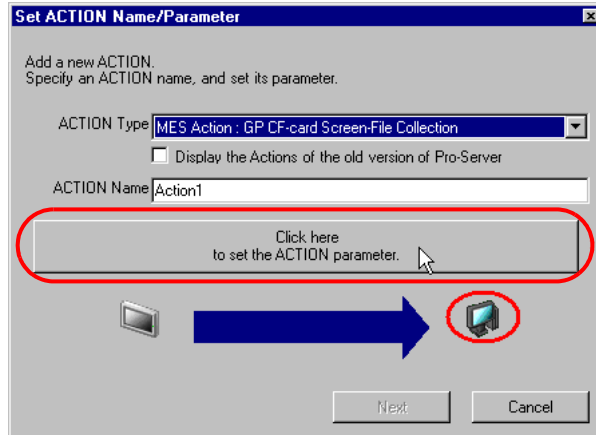 Set ACTION Name/Parameter
Add a new ACTION.
Specify an ACTION name, and set its parameter.
ACTION Type MES Action : GP CF-card Screen-File Collection
Display the Actions of the old version of Pro-Server
ACTION Name Action1
Click here
to set the ACTION parameter.
Next Cancel